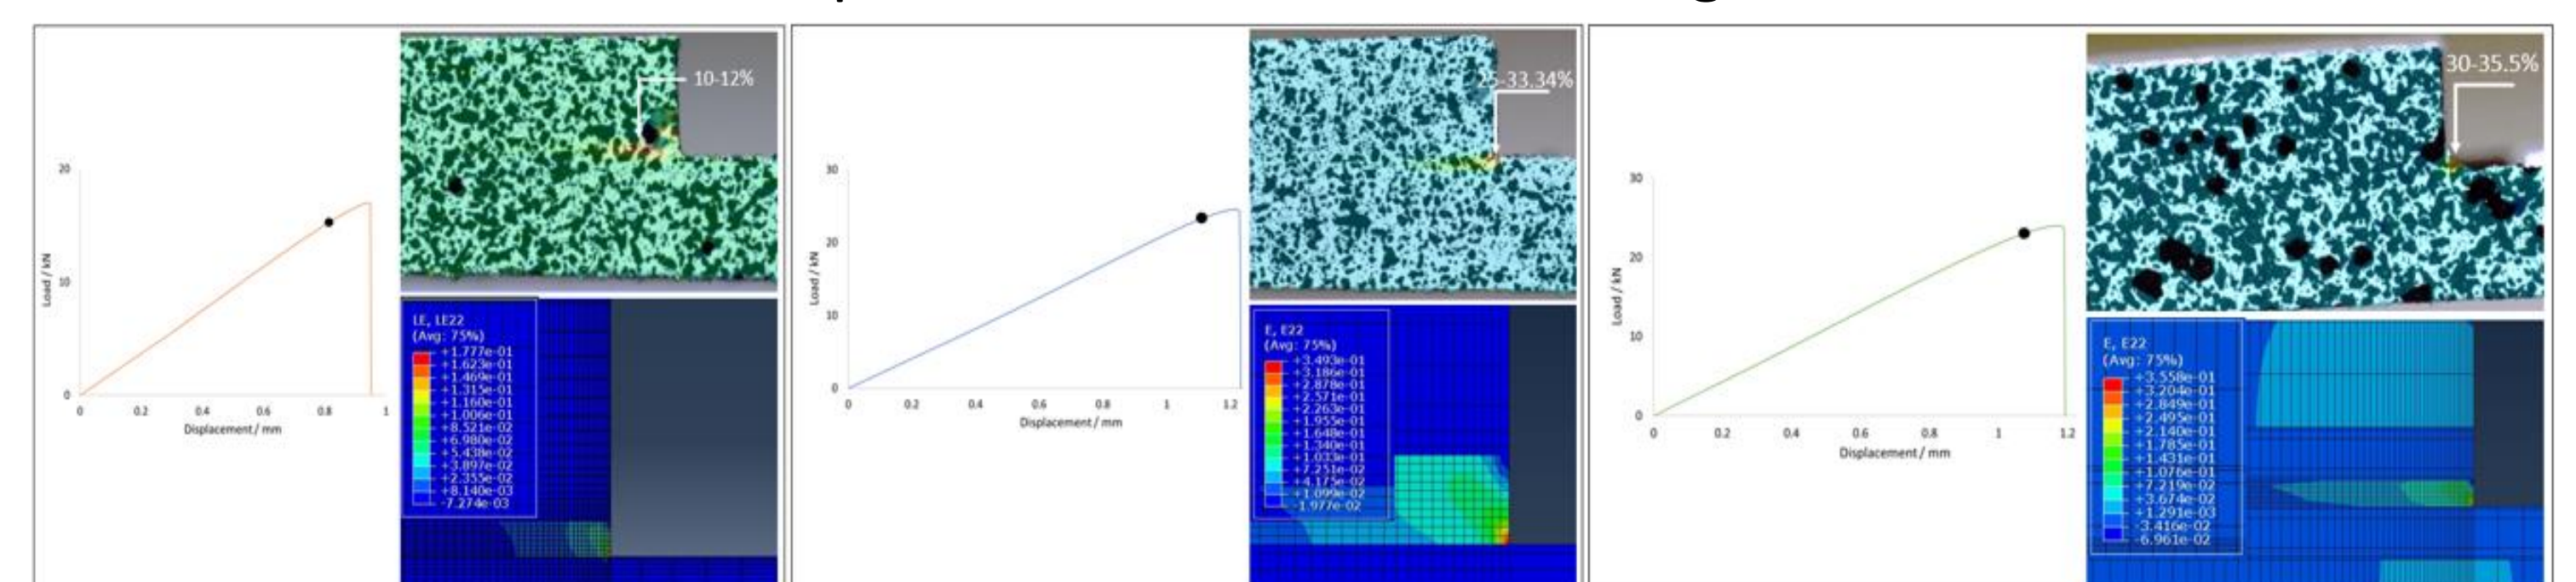 20
10
0
Load / kN
0 0.2 0.4 0.6 0.8 1
Displacement / mm
10-12%
LE, LE22
(Avg: 75%)
+1.777e-01
+1.623e-01
+1.469e-01
+1.315e-01
+1.160e-01
+1.006e-01
+8.521e-02
+6.980e-02
+5.438e-02
+3.897e-02
+2.355e-02
+8.140e-03
-7.274e-03
30
20
10
0
Load / kN
0 0.2 0.4 0.6 0.8 1 1.2
Displacement / mm
25-33.34%
E, E22
(Avg: 75%)
+3.493e-01
+3.186e-01
+2.878e-01
+2.571e-01
+2.263e-01
+1.955e-01
+1.648e-01
+1.340e-01
+1.033e-01
+7.251e-02
+4.175e-02
+1.099e-02
-1.977e-02
30
20
10
0
Load / kN
0 0.2 0.4 0.6 0.8 1 1.2
Displacement / mm
30-35.5%
E, E22
(Avg: 75%)
+3.558e-01
+3.204e-01
+2.849e-01
+2.495e-01
+2.140e-01
+1.785e-01
+1.431e-01
+1.076e-01
+7.219e-02
+3.674e-02
+1.291e-03
-3.416e-02
-6.961e-02